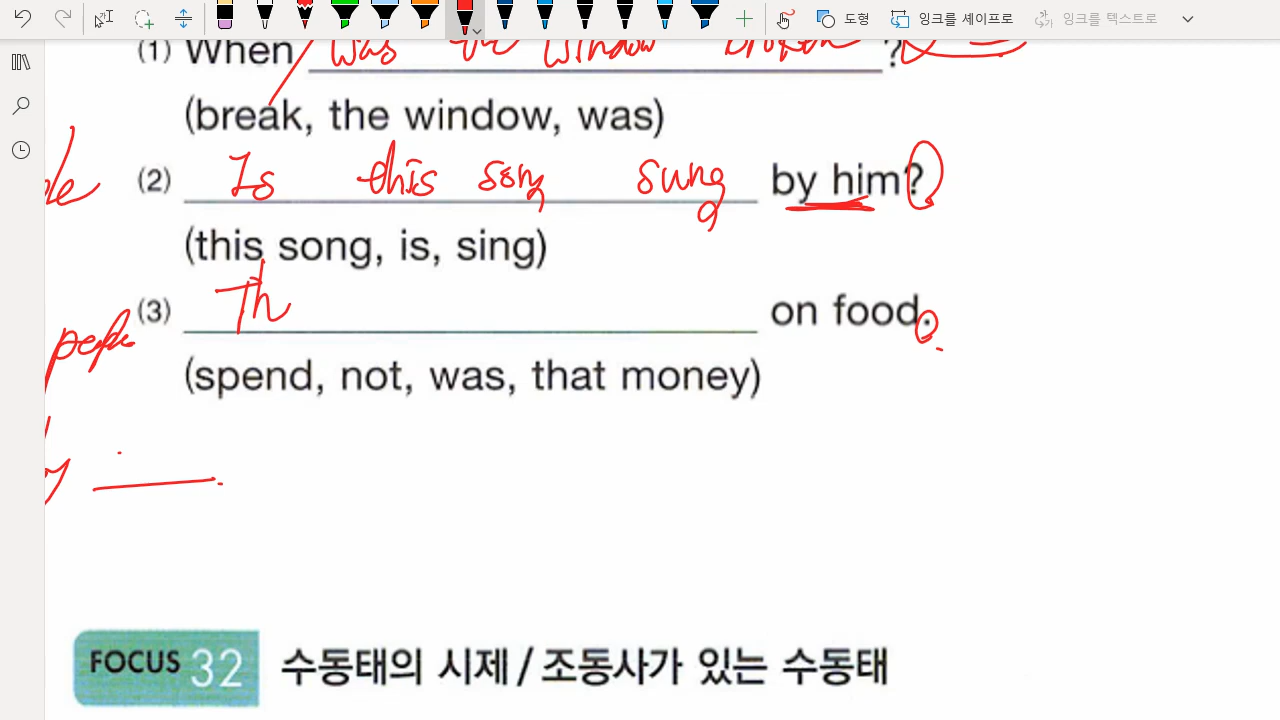 도형 잉크를 셰이프로 잉크를 텍스트로
(1) When was the window broken ?
(break, the window, was)
(2) Is this song sung by him?
(this song, is, sing)
(3) Th on food.
(spend, not, was, that money)
FOCUS 32 수동태의 시제 / 조동사가 있는 수동태